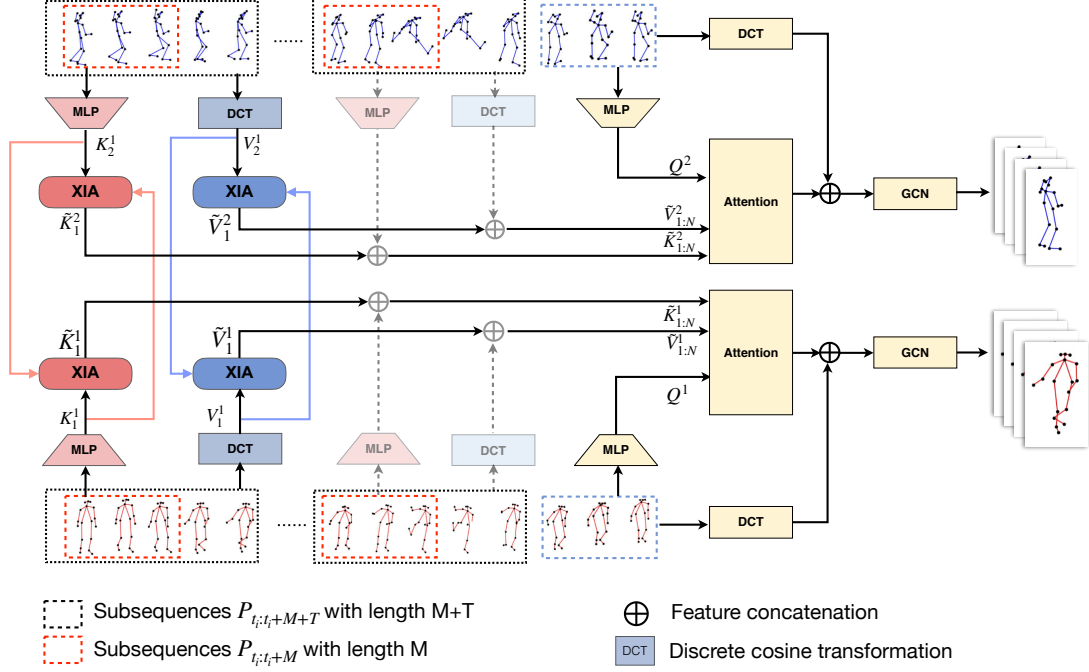 ...... DCT
MLP DCT MLP DCT MLP
K_2^1 V_2^1
XIA XIA Q^2 Attention GCN
K̃_1^2 Ṽ_1^2 Ṽ_{1:N}^2
K̃_{1:N}^2
K̃_1^1 Ṽ_1^1 K̃_{1:N}^1
Ṽ_{1:N}^1
XIA XIA Attention GCN
Q^1
K_1^1 V_1^1
MLP DCT MLP DCT MLP
...... DCT
Subsequences P_{t_i:t_i+M+T} with length M+T
Feature concatenation
Subsequences P_{t_i:t_i+M} with length M
DCT Discrete cosine transformation